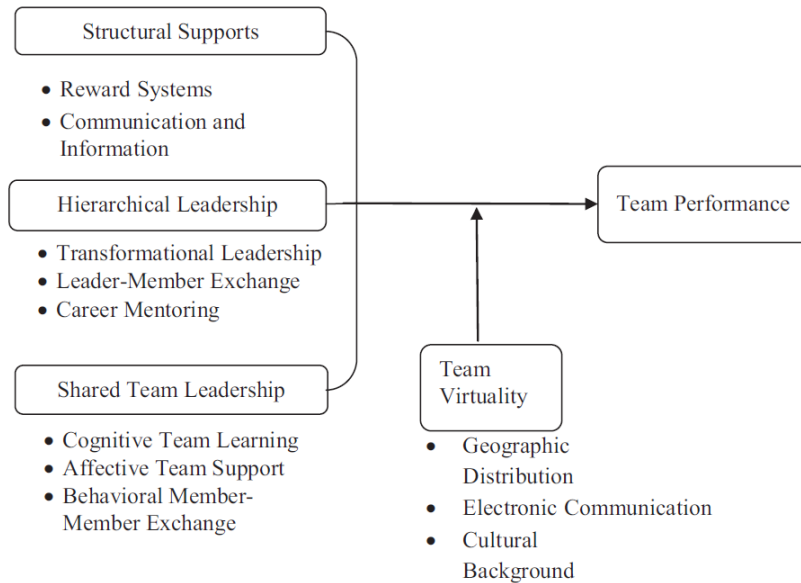 Structural Supports
• Reward Systems
• Communication and
Information
Hierarchical Leadership
• Transformational Leadership
• Leader-Member Exchange
• Career Mentoring
Shared Team Leadership
• Cognitive Team Learning
• Affective Team Support
• Behavioral Member-
Member Exchange
Team Performance
Team
Virtuality
• Geographic
Distribution
• Electronic Communication
• Cultural
Background